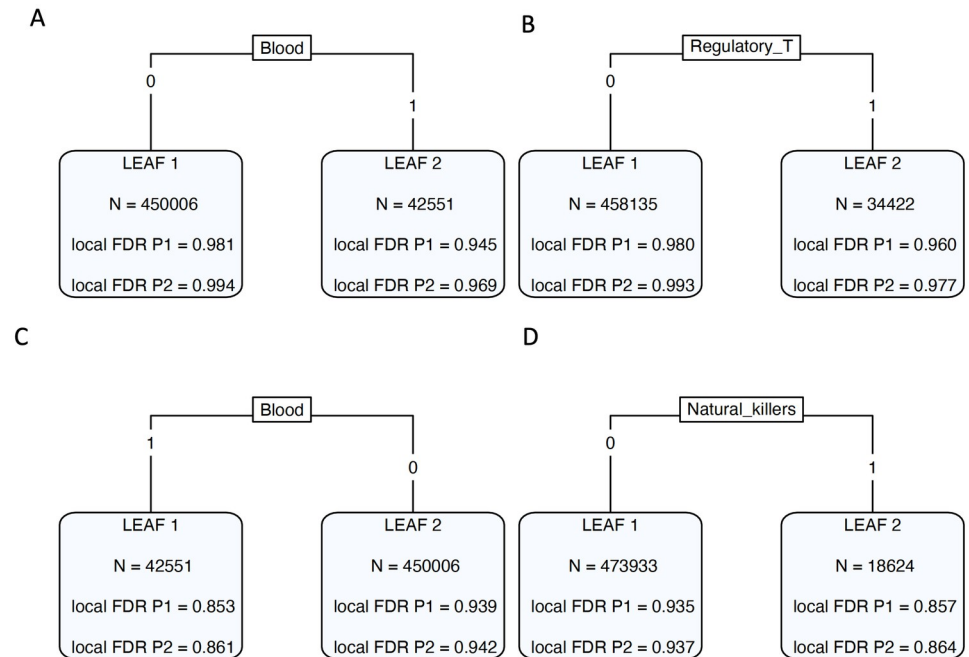 A
Blood
0
1
LEAF 1
N = 450006
local FDR P1 = 0.981
local FDR P2 = 0.994
LEAF 2
N = 42551
local FDR P1 = 0.945
local FDR P2 = 0.969
B
Regulatory_T
0
1
LEAF 1
N = 458135
local FDR P1 = 0.980
local FDR P2 = 0.993
LEAF 2
N = 34422
local FDR P1 = 0.960
local FDR P2 = 0.977
C
Blood
1
0
LEAF 1
N = 42551
local FDR P1 = 0.853
local FDR P2 = 0.861
LEAF 2
N = 450006
local FDR P1 = 0.939
local FDR P2 = 0.942
D
Natural_killers
0
1
LEAF 1
N = 473933
local FDR P1 = 0.935
local FDR P2 = 0.937
LEAF 2
N = 18624
local FDR P1 = 0.857
local FDR P2 = 0.864